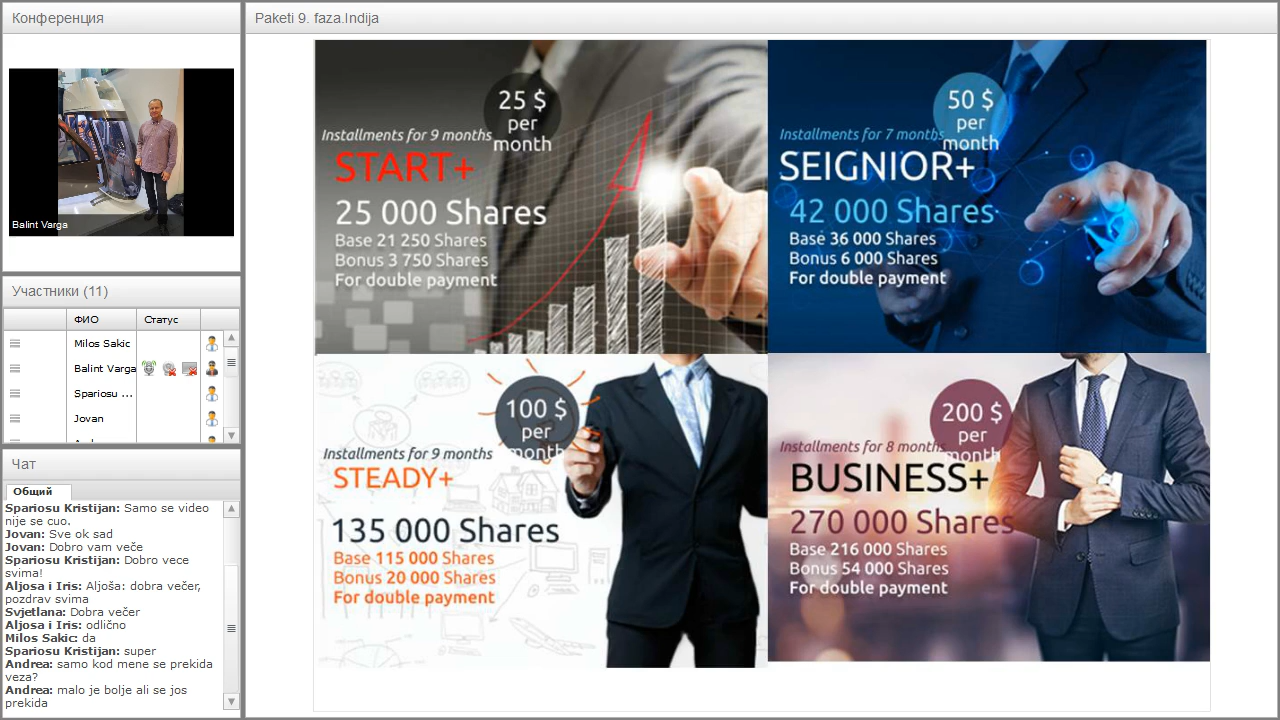 Конференция
Balint Varga
Участники (11)
ФИО
Статус
Milos Sakic
Balint Varga
Spariosu ...
Jovan
Чат
Общий
Spariosu Kristijan: Samo se video
nije se cuo.
Jovan: Sve ok sad
Jovan: Dobro vam veče
Spariosu Kristijan: Dobro vece
svima!
Aljosa i Iris: Aljoša: dobra večer,
pozdrav svima
Svjetlana: Dobra večer
Aljosa i Iris: odlično
Milos Sakic: da
Spariosu Kristijan: super
Andrea: Samo kod mene se prekida
veza?
Andrea: malo je bolje ali se jos
prekida
Paketi 9. faza.Indija
25 $
per
month
Installments for 9 months
START+
25 000 Shares
Base 21 250 Shares
Bonus 3 750 Shares
For double payment
50 $
per
month
Installments for 7 months
SEIGNIOR+
42 000 Shares
Base 36 000 Shares
Bonus 6 000 Shares
For double payment
100 $
per
month
Installments for 9 months
STEADY+
135 000 Shares
Base 115 000 Shares
Bonus 20 000 Shares
For double payment
200 $
per
month
Installments for 8 months
BUSINESS+
270 000 Shares
Base 216 000 Shares
Bonus 54 000 Shares
For double payment